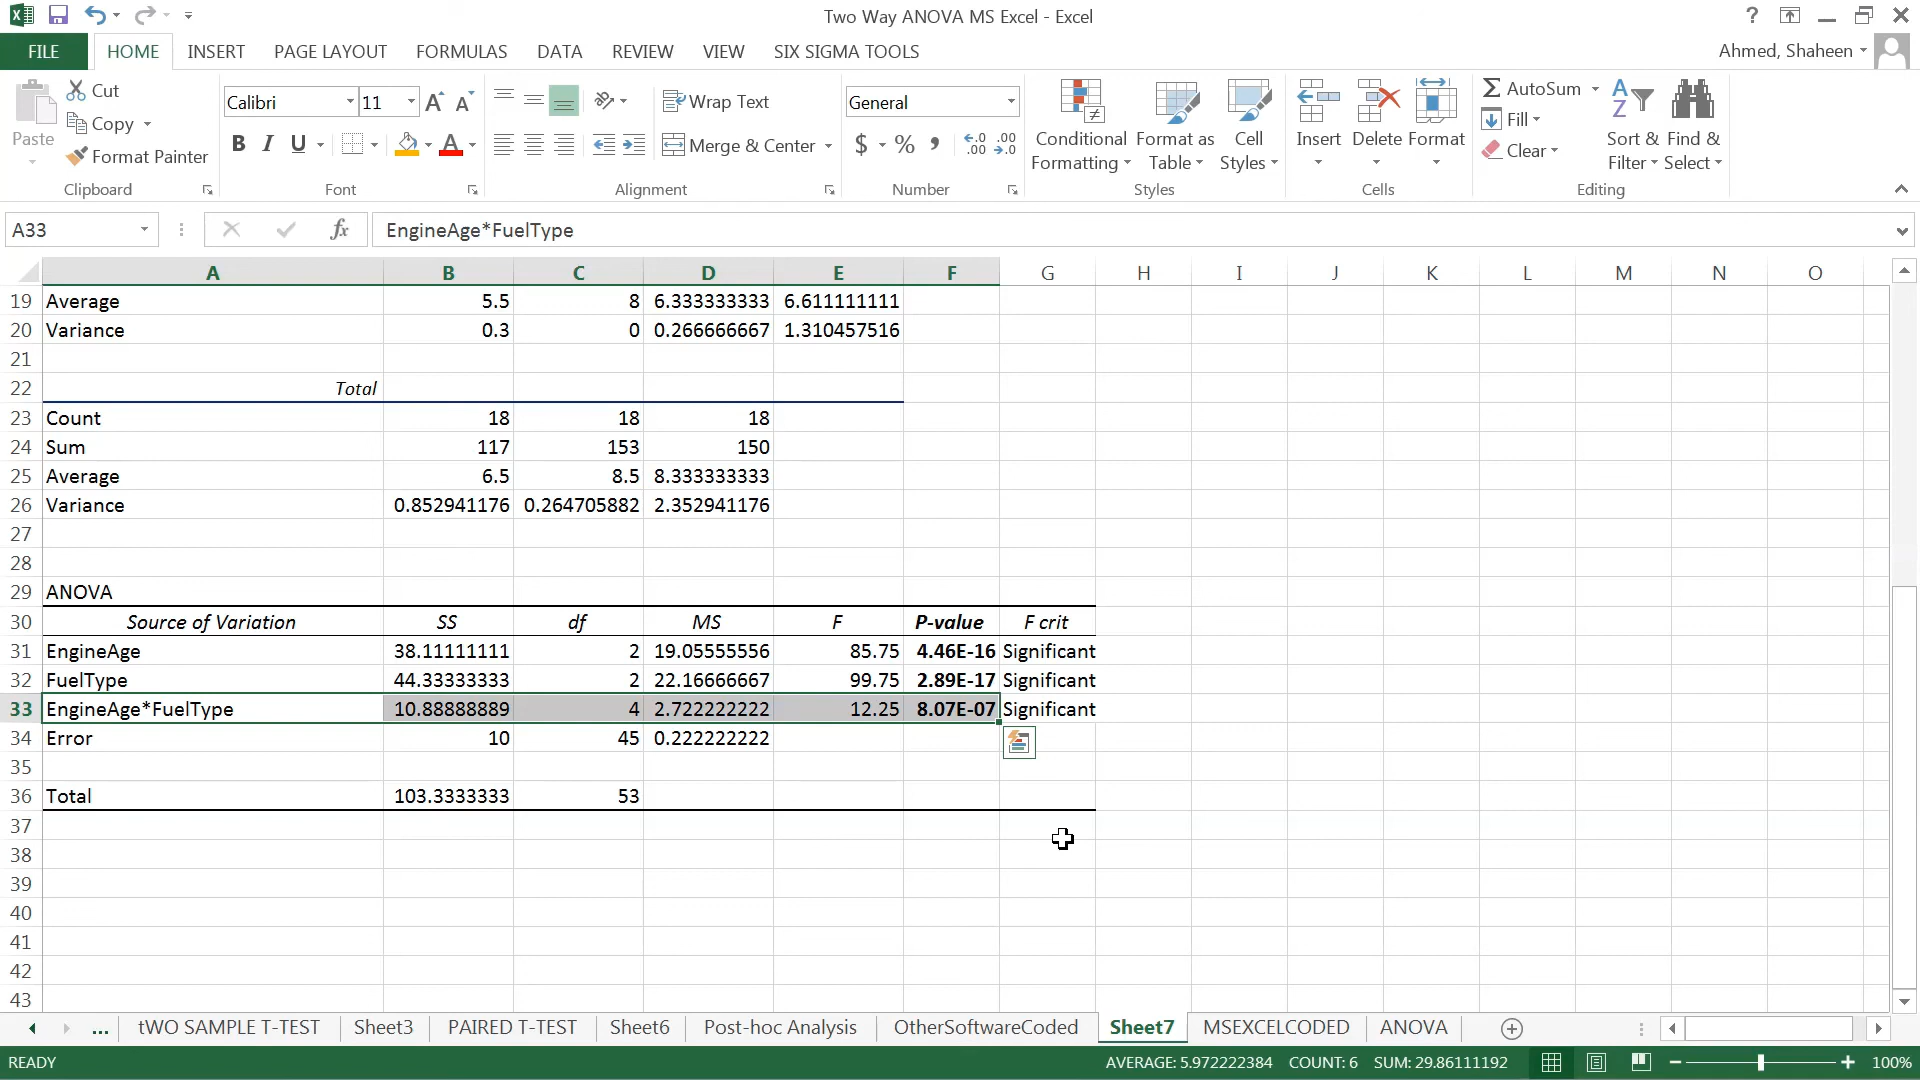 Two Way ANOVA MS Excel - Excel
?
FILE HOME INSERT PAGE LAYOUT FORMULAS DATA REVIEW VIEW SIX SIGMA TOOLS Ahmed, Shaheen
Paste
Cut
Copy
Format Painter
Clipboard
Calibri 11 A A
B I U A
Font
Wrap Text
Merge & Center
Alignment
General
$ % , .0 .00 .00 .0
Number
Conditional Formatting
Format as Table
Cell Styles
Styles
Insert Delete Format
Cells
AutoSum
Fill
Clear
Sort & Filter
Find & Select
Editing
A33 fx EngineAge*FuelType
A B C D E F G H I J K L M N O
19 Average 5.5 8 6.333333333 6.611111111
20 Variance 0.3 0 0.266666667 1.310457516
21
22 Total
23 Count 18 18 18
24 Sum 117 153 150
25 Average 6.5 8.5 8.333333333
26 Variance 0.852941176 0.264705882 2.352941176
27
28
29 ANOVA
30 Source of Variation SS df MS F P-value F crit
31 EngineAge 38.11111111 2 19.05555556 85.75 4.46E-16 Significant
32 FuelType 44.33333333 2 22.16666667 99.75 2.89E-17 Significant
33 EngineAge*FuelType 10.88888889 4 2.722222222 12.25 8.07E-07 Significant
34 Error 10 45 0.222222222
35
36 Total 103.3333333 53
37
38
39
40
41
42
43
... tWO SAMPLE T-TEST Sheet3 PAIRED T-TEST Sheet6 Post-hoc Analysis OtherSoftwareCoded Sheet7 MSEXCELCODED ANOVA
READY AVERAGE: 5.972222384 COUNT: 6 SUM: 29.86111192 100%